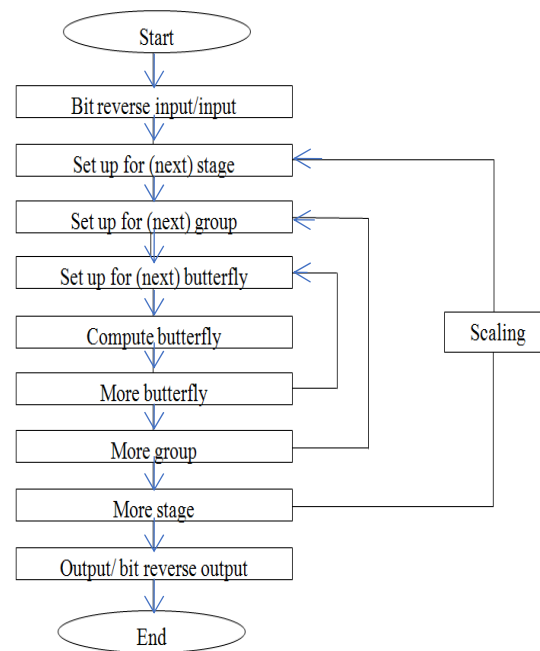 Start
Bit reverse input/input
Set up for (next) stage
Set up for (next) group
Set up for (next) butterfly
Compute butterfly
Scaling
More butterfly
More group
More stage
Output/ bit reverse output
End